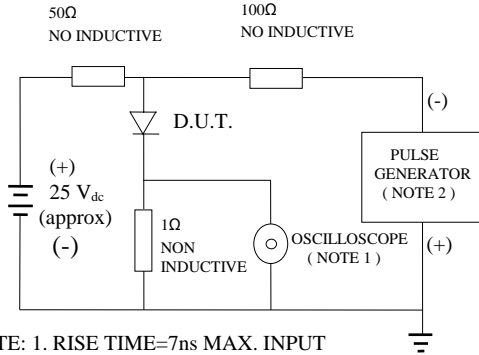 50Ω
NO INDUCTIVE
100Ω
NO INDUCTIVE
(-)
D.U.T.
PULSE
GENERATOR
( NOTE 2 )
(+)
25 Vdc
(approx)
(-)
1Ω
NON
INDUCTIVE
OSCILLOSCOPE
( NOTE 1 )
(+)
TE: 1. RISE TIME=7ns MAX. INPUT